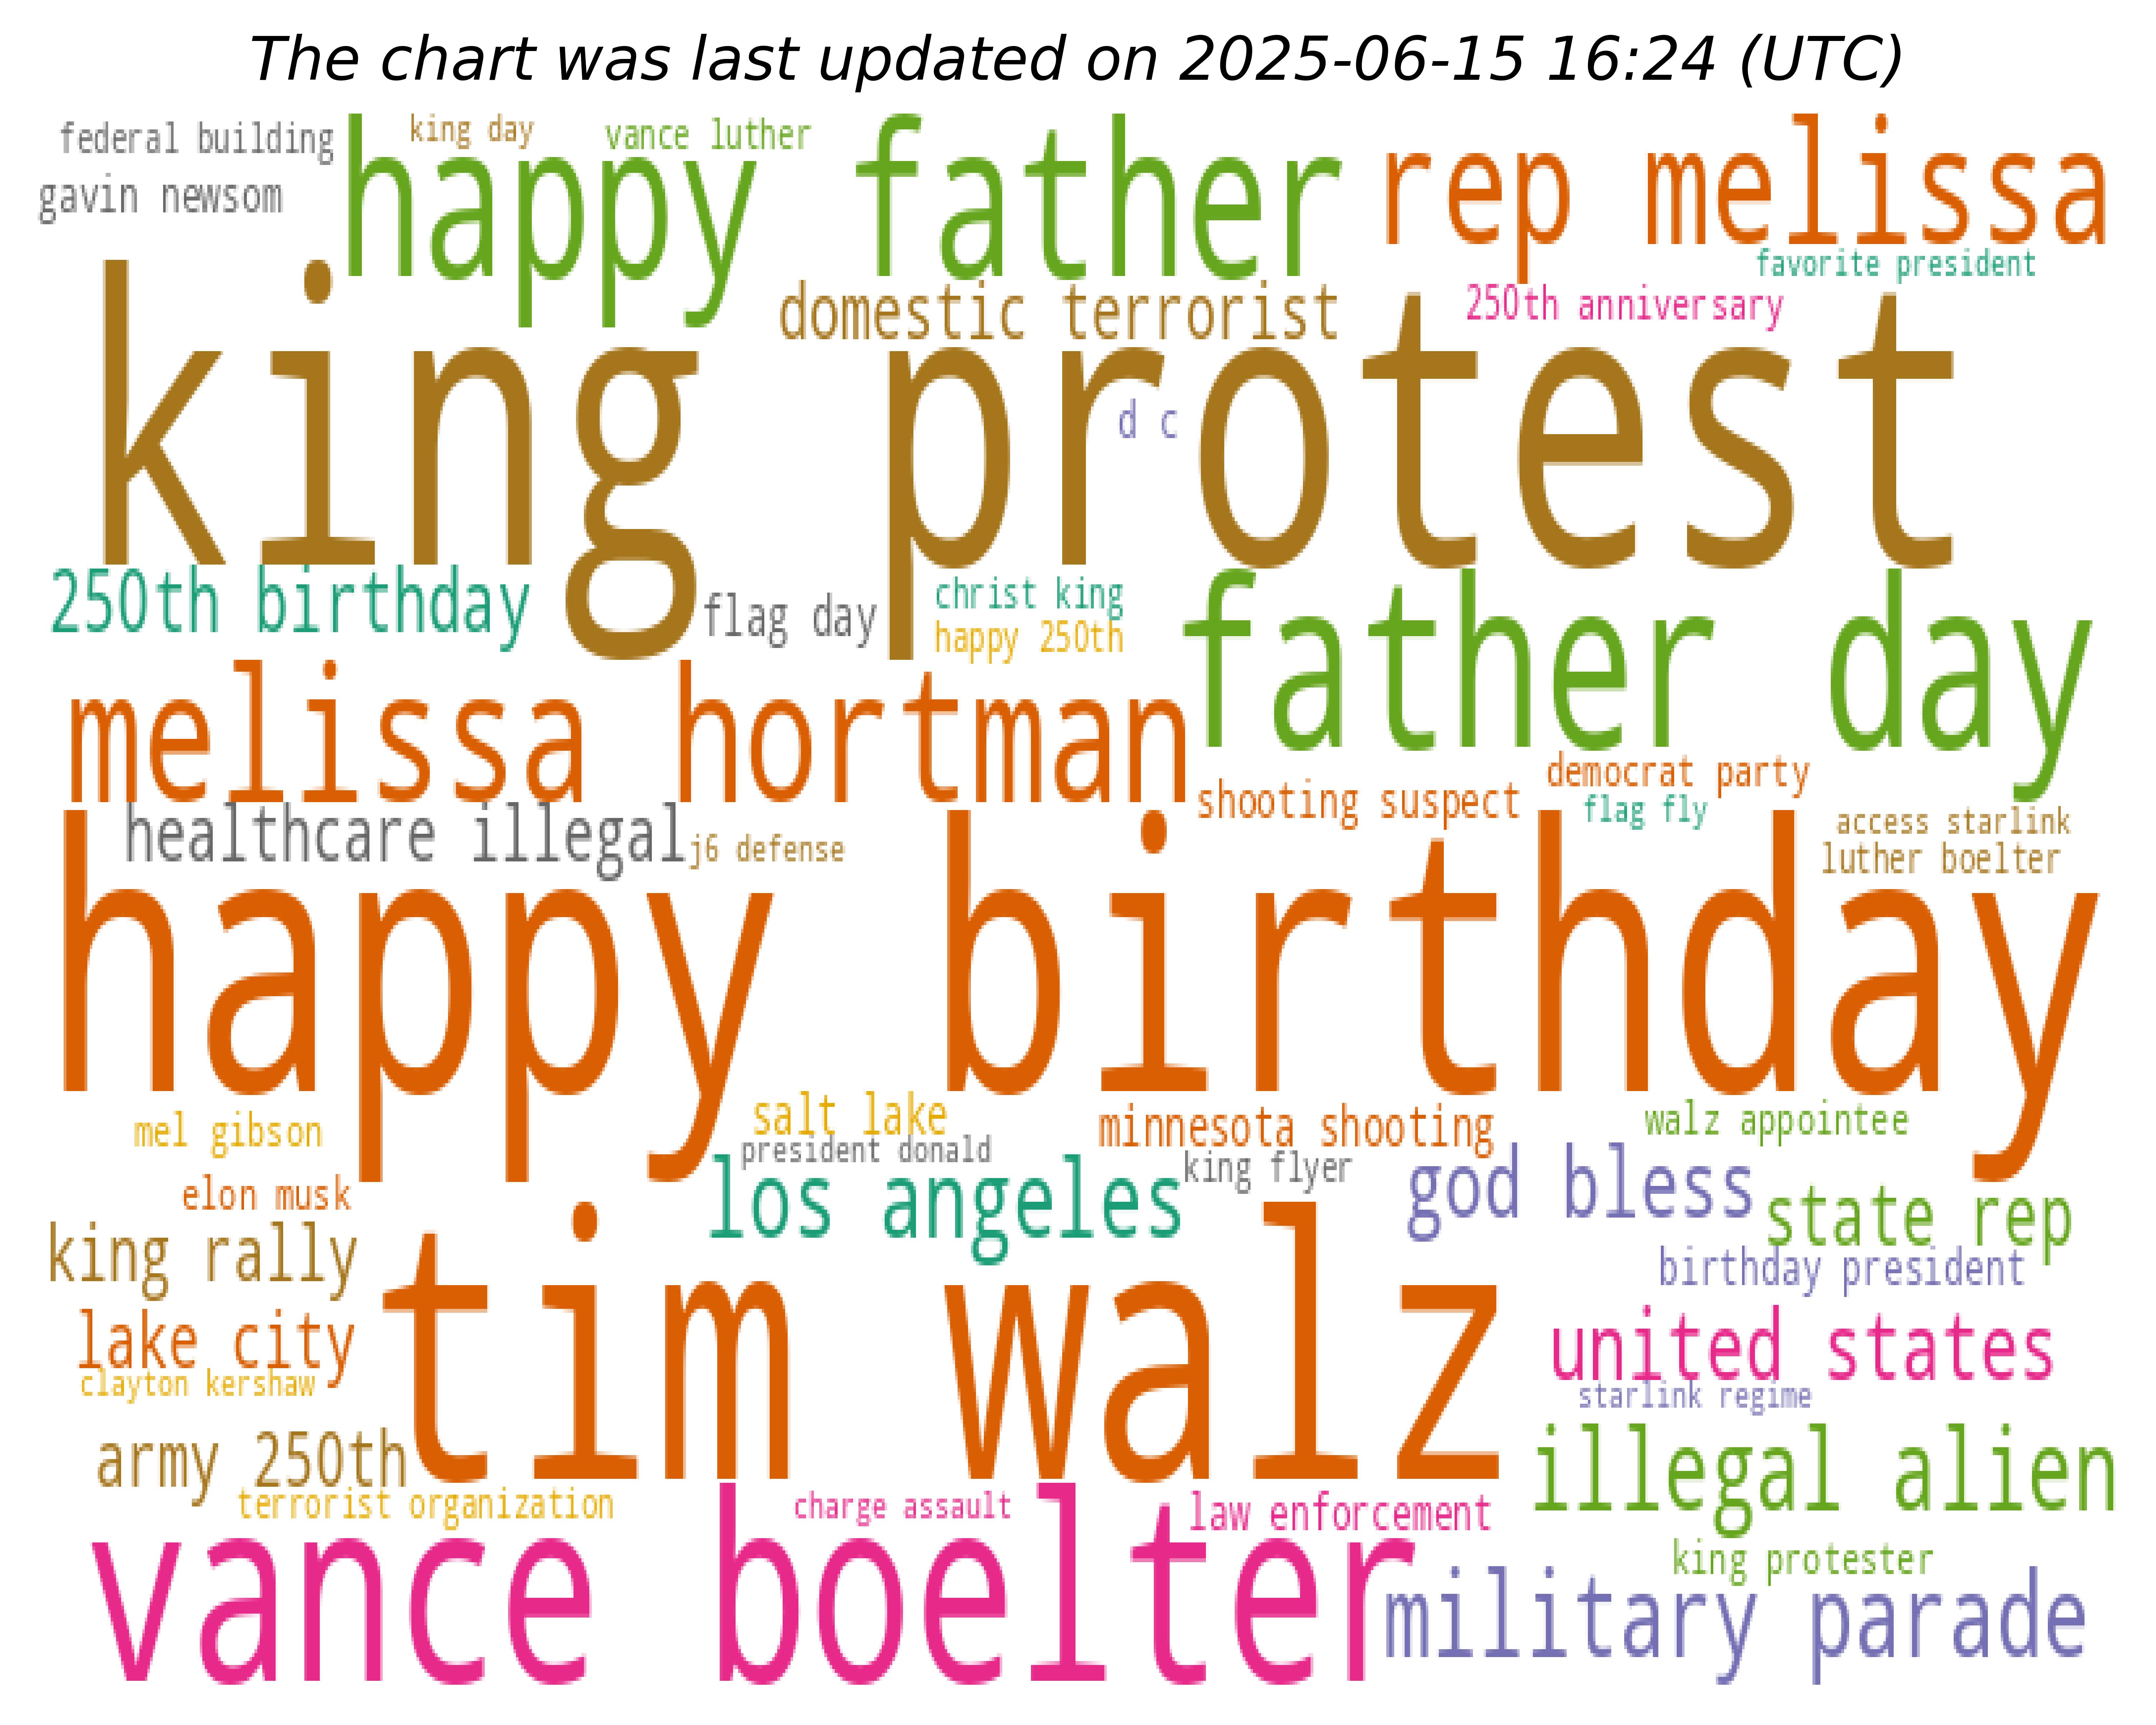 The chart was last updated on 2025-06-15 16:24 (UTC)
federal building
king day
vance luther
happy father
rep melissa
gavin newsom
favorite president
domestic terrorist
250th anniversary
king protest
d c
250th birthday
flag day
christ king
happy 250th
father day
melissa hortman
democrat party
shooting suspect
flag fly
access starlink
healthcare illegal
j6 defense
luther boelter
happy birthday
mel gibson
salt lake
minnesota shooting
walz appointee
president donald
king flyer
god bless
elon musk
los angeles
state rep
king rally
birthday president
tim walz
lake city
united states
clayton kershaw
starlink regime
army 250th
illegal alien
terrorist organization
charge assault
law enforcement
king protester
vance boelter
military parade